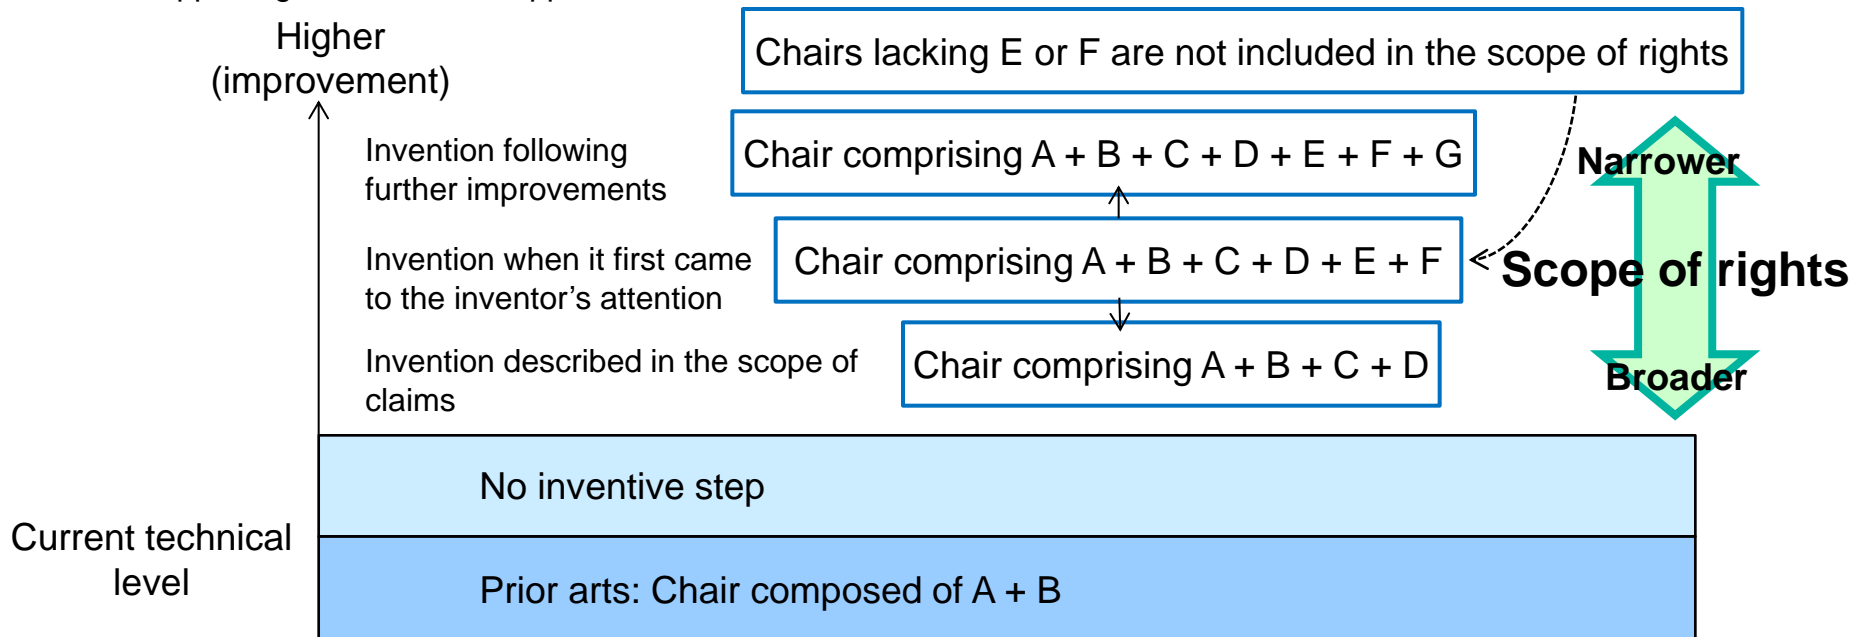 Higher
(improvement)
Chairs lacking E or F are not included in the scope of rights
Invention following
further improvements
Chair comprising A + B + C + D + E + F + G
Narrower
Invention when it first came
to the inventor's attention
Chair comprising A + B + C + D + E + F
Scope of rights
Invention described in the scope of
claims
Chair comprising A + B + C + D
Broader
No inventive step
Current technical
level
Prior arts: Chair composed of A + B